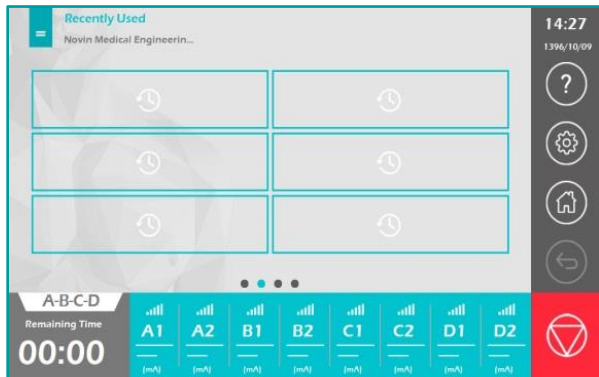 Recently Used
Novin Medical Engineerin...
14:27
1396/10/09
?
A-B-C-D
Remaining Time
00:00
A1 A2 B1 B2 C1 C2 D1 D2
(mA) (mA) (mA) (mA) (mA) (mA) (mA) (mA)